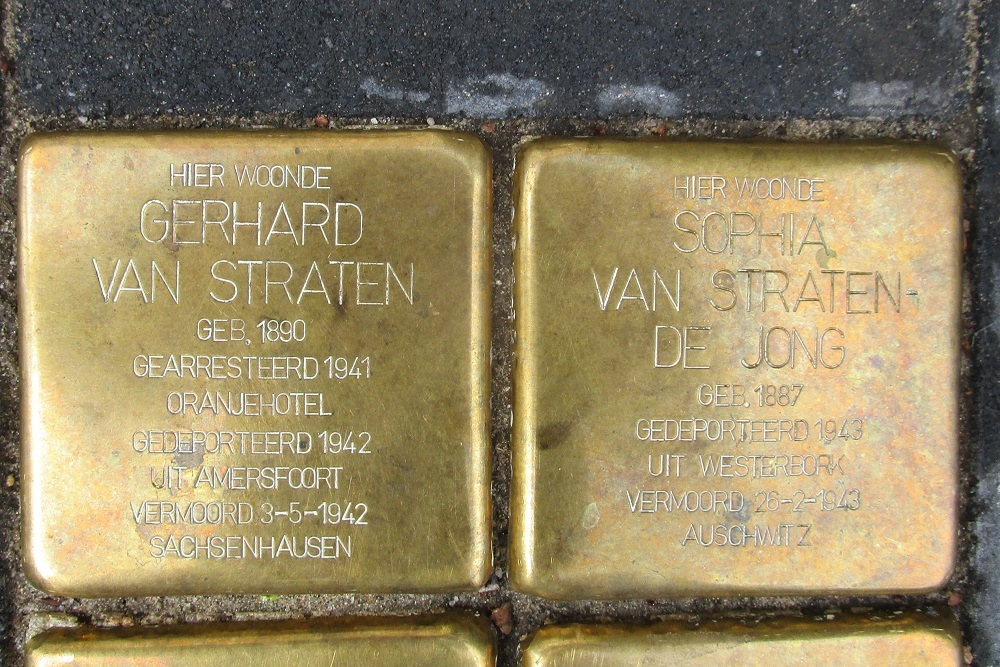 HIER WOONDE
GERHARD
VAN STRATEN
GEB. 1890
GEARRESTEERD 1941
ORANJEHOTEL
GEDEPORTEERD 1942
UIT AMERSFOORT
VERMOORD 3-5-1942
SACHSENHAUSEN
HIER WOONDE
SOPHIA
VAN STRATEN-
DE JONG
GEB. 1887
GEDEPORTEERD 1943
UIT WESTERBORK
VERMOORD 26-2-1943
AUSCHWITZ